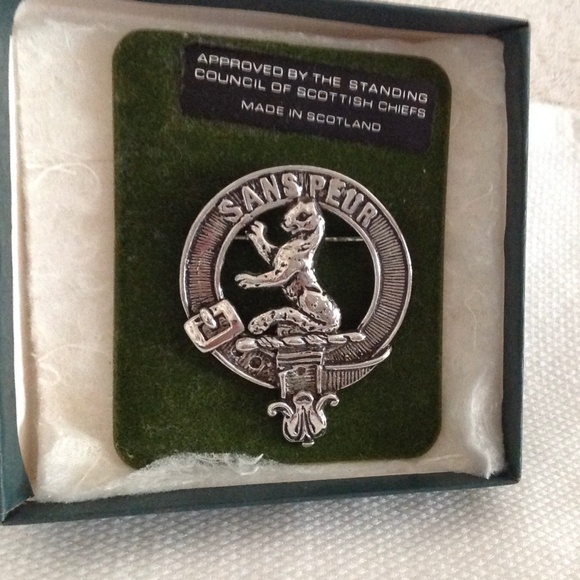 APPROVED BY THE STANDING
COUNCIL OF SCOTTISH CHIEFS
MADE IN SCOTLAND
SANS PEUR